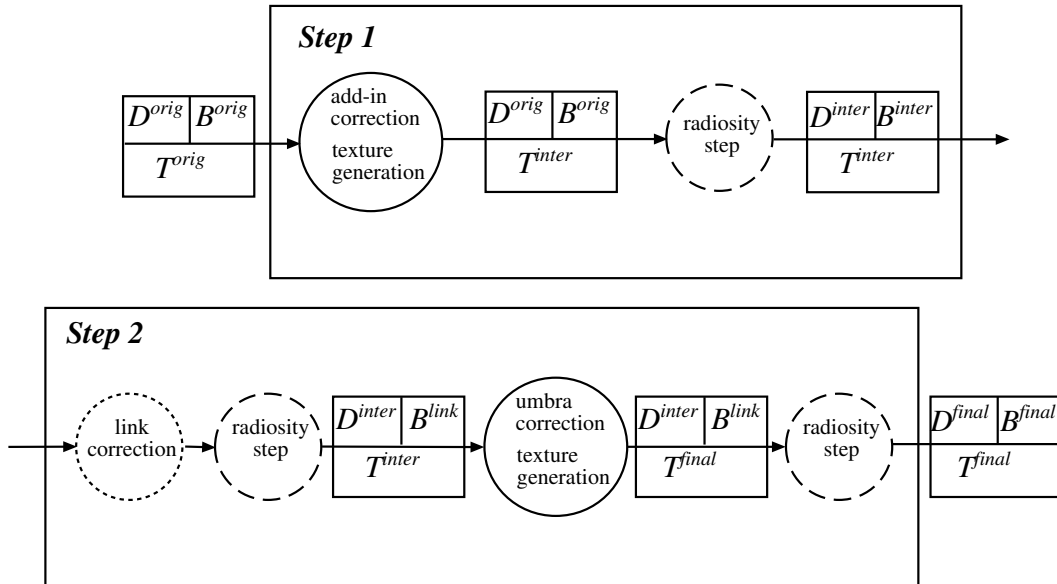 Step 1
D^orig B^orig
T^orig
add-in
correction
texture
generation
D^orig B^orig
T^inter
radiosity
step
D^inter B^inter
T^inter
Step 2
link
correction
radiosity
step
D^inter B^link
T^inter
umbra
correction
texture
generation
D^inter B^link
T^final
radiosity
step
D^final B^final
T^final